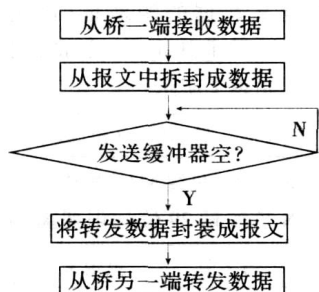 从桥一端接收数据
从报文中拆封成数据
N
发送缓冲器空?
Y
将转发数据封装成报文
从桥另一端转发数据